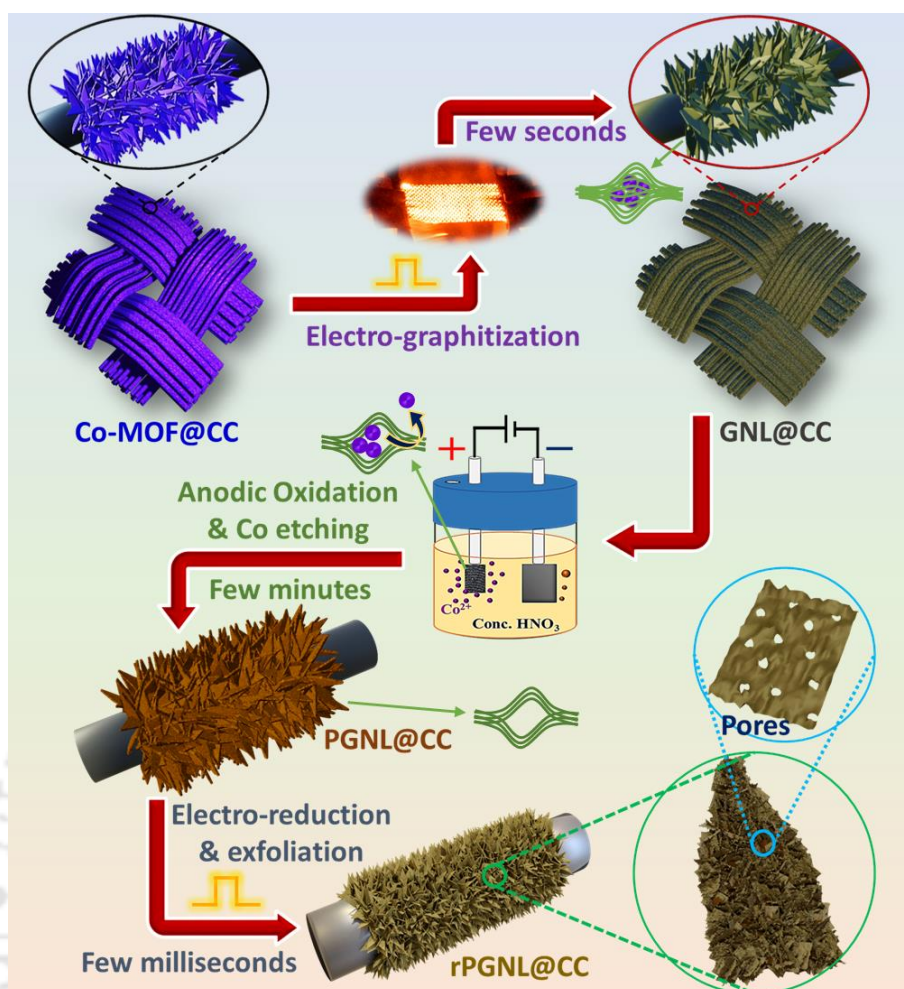 Few seconds
Electro-graphitization
Co-MOF@CC
GNL@CC
+
−
Anodic Oxidation
& Co etching
Few minutes
Co²⁺
Conc. HNO₃
PGNL@CC
Pores
Electro-reduction
& exfoliation
Few milliseconds
rPGNL@CC